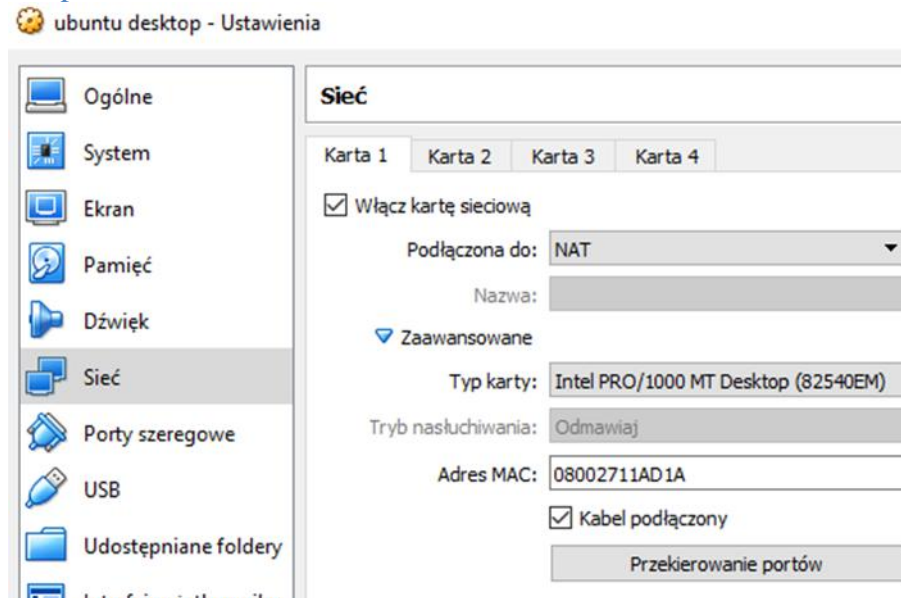 ubuntu desktop - Ustawienia
Ogólne
System
Ekran
Pamięć
Dźwięk
Sieć
Porty szeregowe
USB
Udostępniane foldery
Sieć
Karta 1 Karta 2 Karta 3 Karta 4
Włącz kartę sieciową
Podłączona do: NAT
Nazwa:
Zaawansowane
Typ karty: Intel PRO/1000 MT Desktop (82540EM)
Tryb nasłuchiwania: Odmawiaj
Adres MAC: 08002711AD1A
Kabel podłączony
Przekierowanie portów